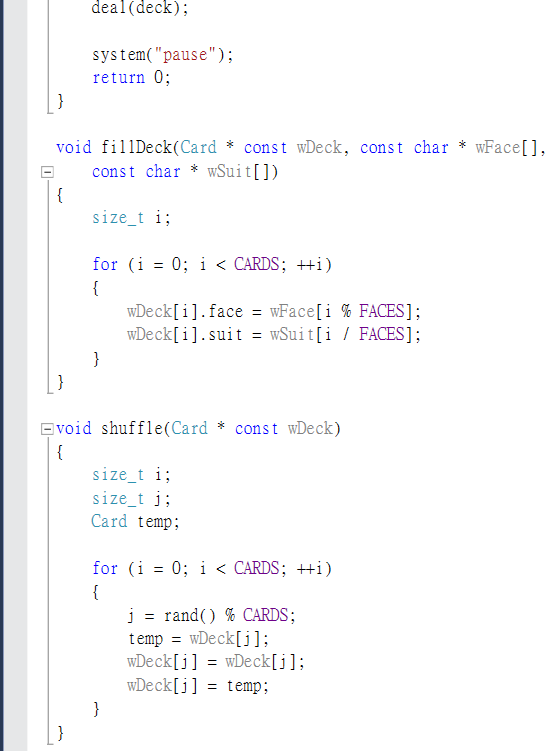 deal(deck);
system("pause");
return 0;
}
void fillDeck(Card * const wDeck, const char * wFace[],
const char * wSuit[])
{
size_t i;
for (i = 0; i < CARDS; ++i)
{
wDeck[i].face = wFace[i % FACES];
wDeck[i].suit = wSuit[i / FACES];
}
}
void shuffle(Card * const wDeck)
{
size_t i;
size_t j;
Card temp;
for (i = 0; i < CARDS; ++i)
{
j = rand() % CARDS;
temp = wDeck[j];
wDeck[j] = wDeck[j];
wDeck[j] = temp;
}
}